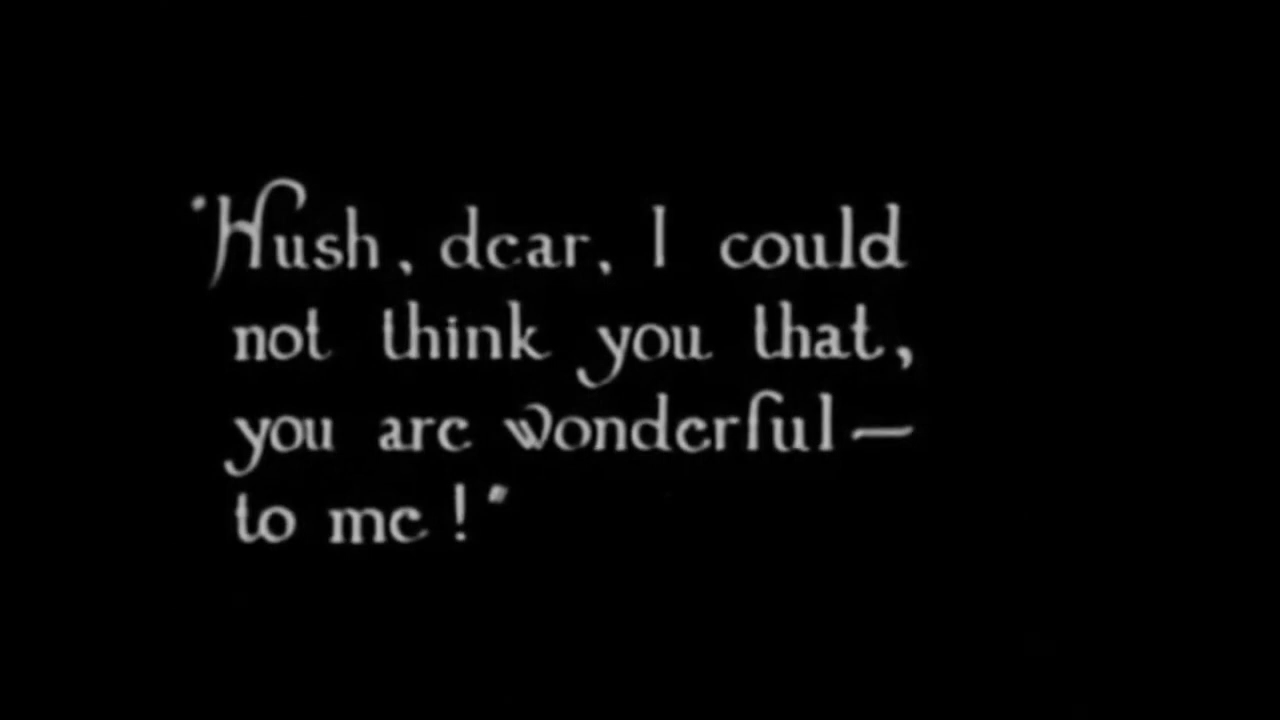 "Hush, dear, I could
not think you that,
you are wonderful—
to me!"